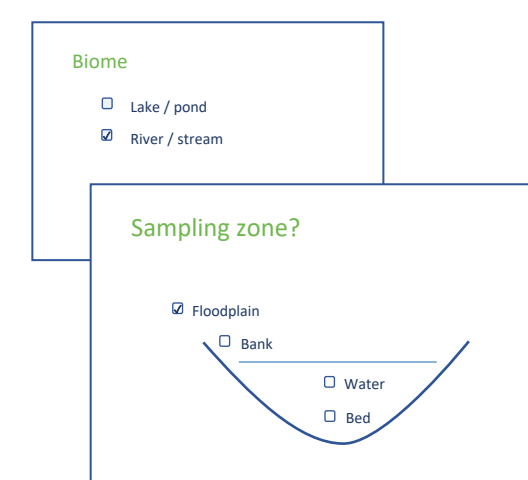 Biome
Lake / pond
River / stream
Sampling zone?
Floodplain
Bank
Water
Bed